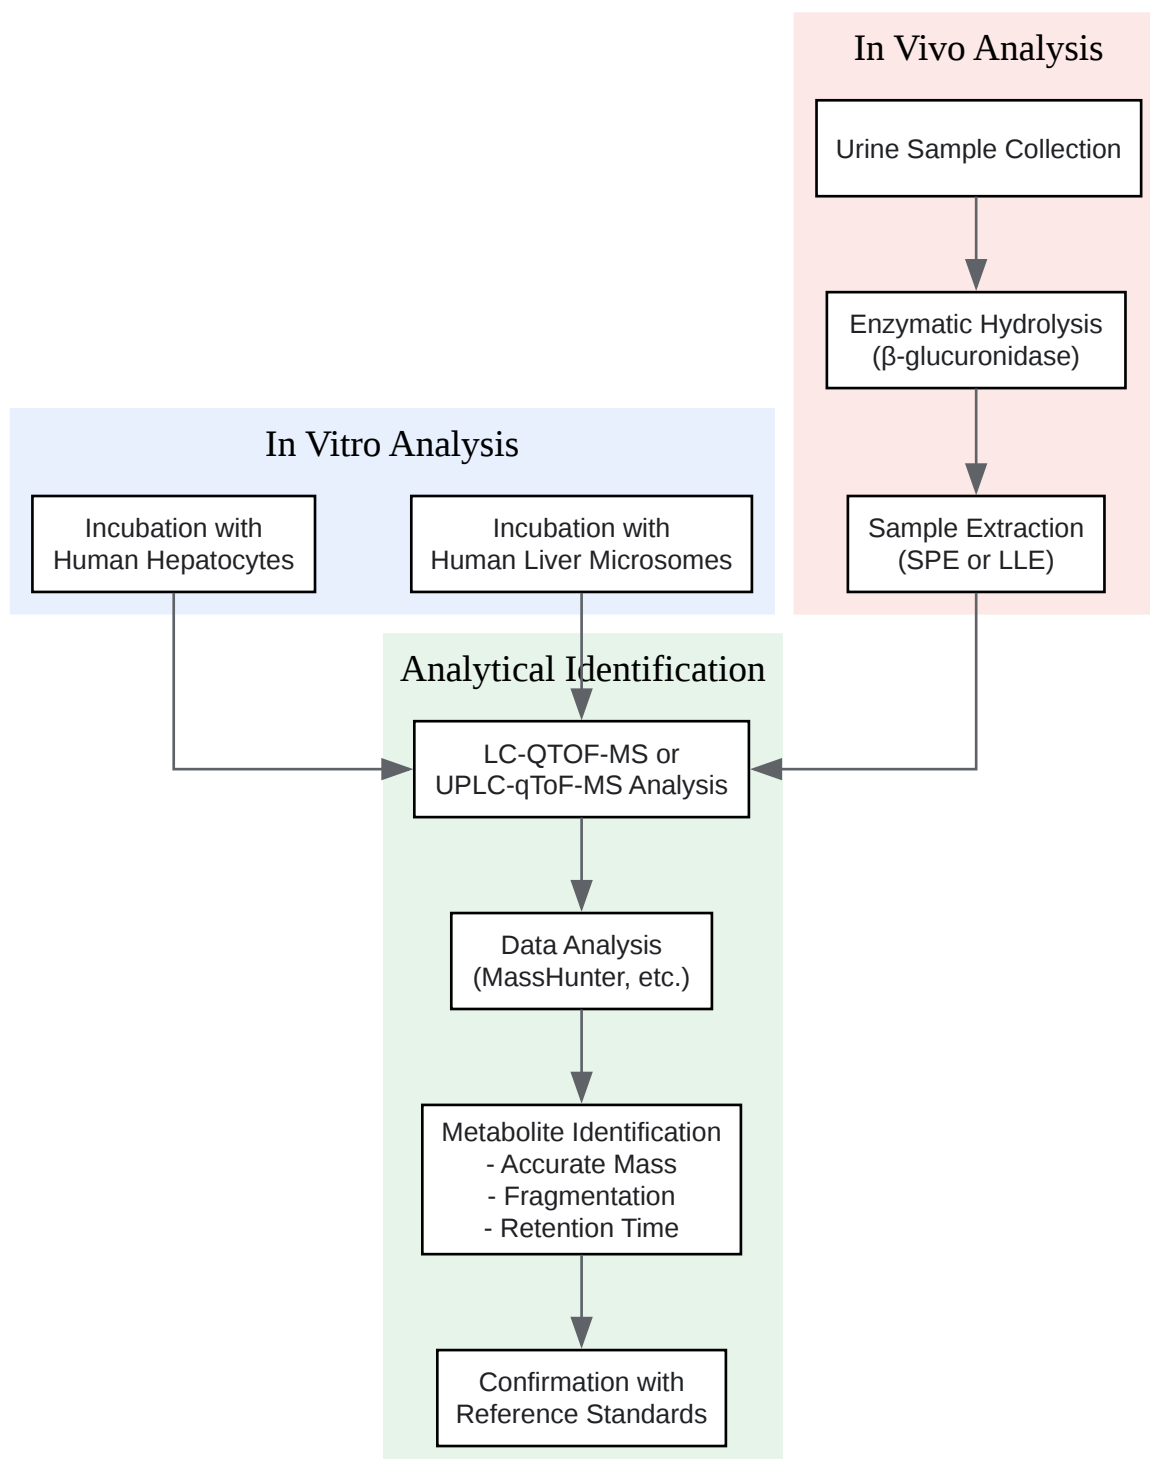 In Vivo Analysis
Urine Sample Collection
Enzymatic Hydrolysis
(β-glucuronidase)
Sample Extraction
(SPE or LLE)
In Vitro Analysis
Incubation with
Human Hepatocytes
Incubation with
Human Liver Microsomes
Analytical Identification
LC-QTOF-MS or
UPLC-qToF-MS Analysis
Data Analysis
(MassHunter, etc.)
Metabolite Identification
- Accurate Mass
- Fragmentation
- Retention Time
Confirmation with
Reference Standards